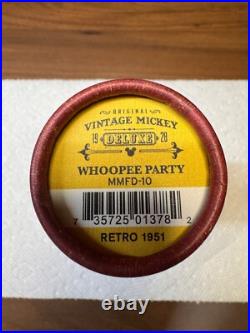 ORIGINAL
VINTAGE MICKEY
19 DELUXE 28
WHOOPEE PARTY
MMFD-10
7 35725 01378 2
RETRO 1951